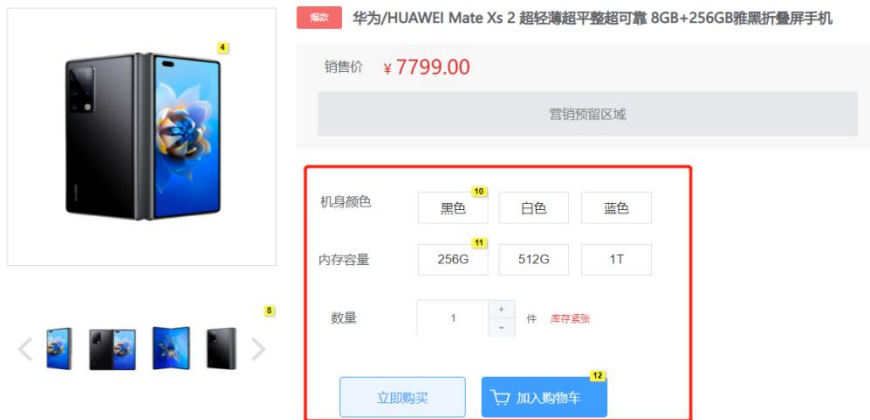 爆款 华为/HUAWEI Mate Xs 2 超轻薄超平整超可靠 8GB+256GB雅黑折叠屏手机
4
销售价 ¥7799.00
营销预留区域
10
机身颜色 黑色 白色 蓝色
11
内存容量 256G 512G 1T
8
数量 1 + - 件 库存紧张
12
立即购买 加入购物车